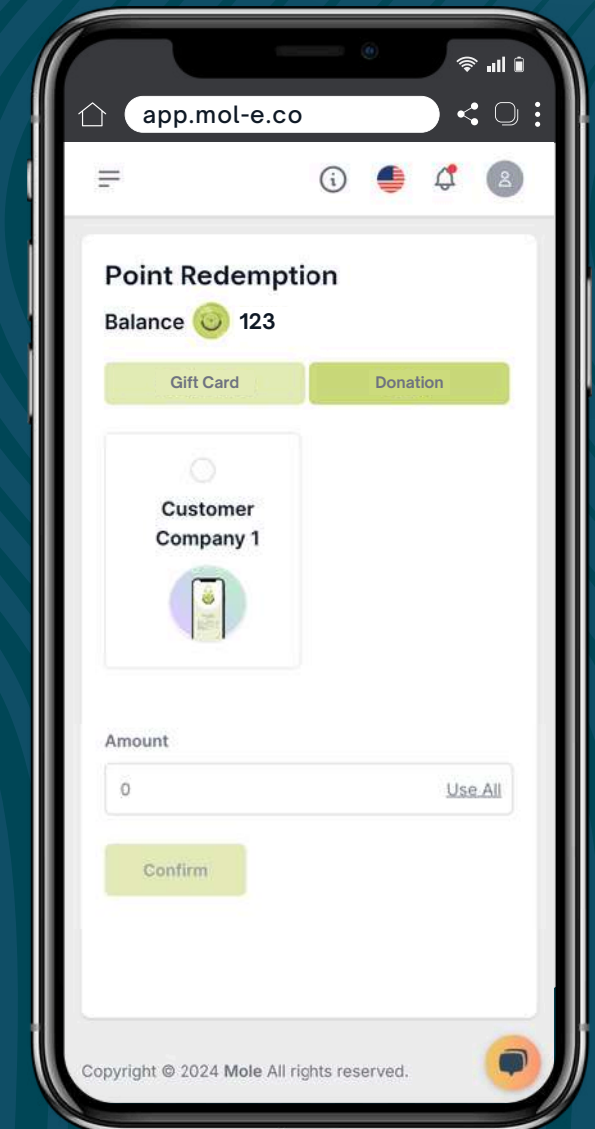 app.mol-e.co
Point Redemption
Balance 123
Gift Card Donation
Customer
Company 1
Amount
0 Use All
Confirm
Copyright © 2024 Mole All rights reserved.